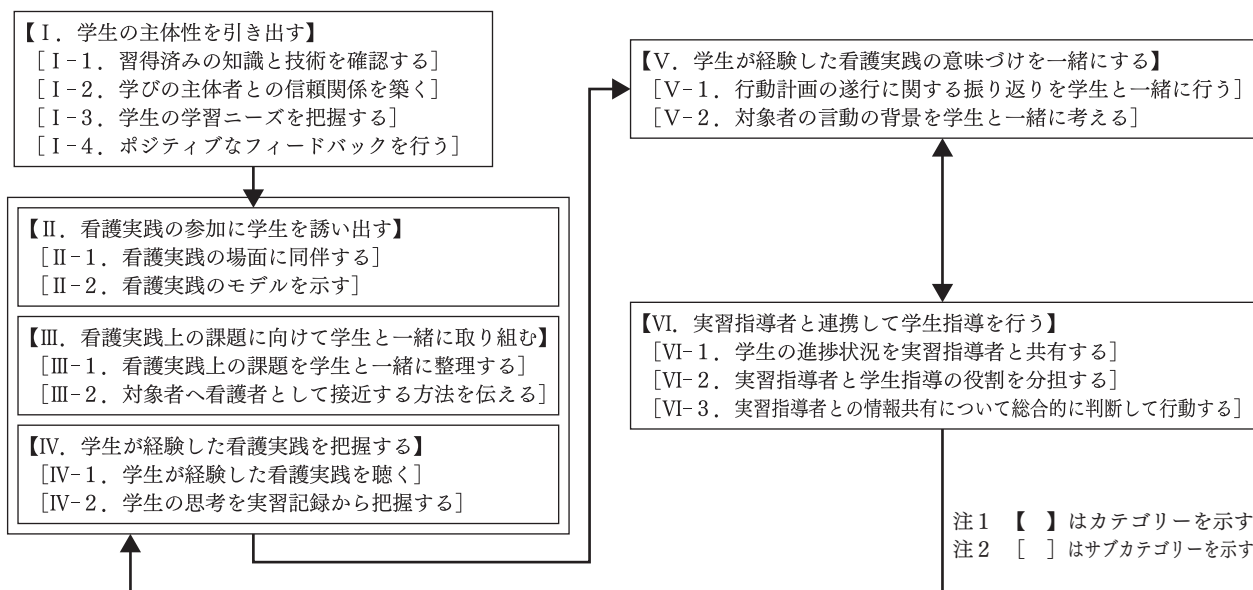 【Ⅰ．学生の主体性を引き出す】
［Ⅰ-1．習得済みの知識と技術を確認する］
［Ⅰ-2．学びの主体者との信頼関係を築く］
［Ⅰ-3．学生の学習ニーズを把握する］
［Ⅰ-4．ポジティブなフィードバックを行う］
【Ⅱ．看護実践の参加に学生を誘い出す】
［Ⅱ-1．看護実践の場面に同伴する］
［Ⅱ-2．看護実践のモデルを示す］
【Ⅲ．看護実践上の課題に向けて学生と一緒に取り組む】
［Ⅲ-1．看護実践上の課題を学生と一緒に整理する］
［Ⅲ-2．対象者へ看護者として接近する方法を伝える］
【Ⅳ．学生が経験した看護実践を把握する】
［Ⅳ-1．学生が経験した看護実践を聴く］
［Ⅳ-2．学生の思考を実習記録から把握する］
【Ⅴ．学生が経験した看護実践の意味づけを一緒にする】
［Ⅴ-1．行動計画の遂行に関する振り返りを学生と一緒に行う］
［Ⅴ-2．対象者の言動の背景を学生と一緒に考える］
【Ⅵ．実習指導者と連携して学生指導を行う】
［Ⅵ-1．学生の進捗状況を実習指導者と共有する］
［Ⅵ-2．実習指導者と学生指導の役割を分担する］
［Ⅵ-3．実習指導者との情報共有について総合的に判断して行動する］
注1　【　】はカテゴリーを示す
注2　［　］はサブカテゴリーを示す